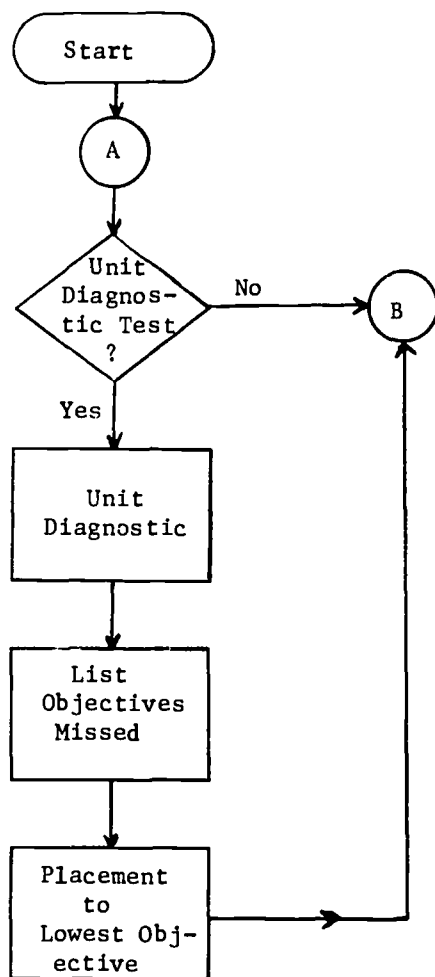 Start
A
Unit
Diagnos-
tic Test
?
No
B
Yes
Unit
Diagnostic
List
Objectives
Missed
Placement
to
Lowest Obj-
ective